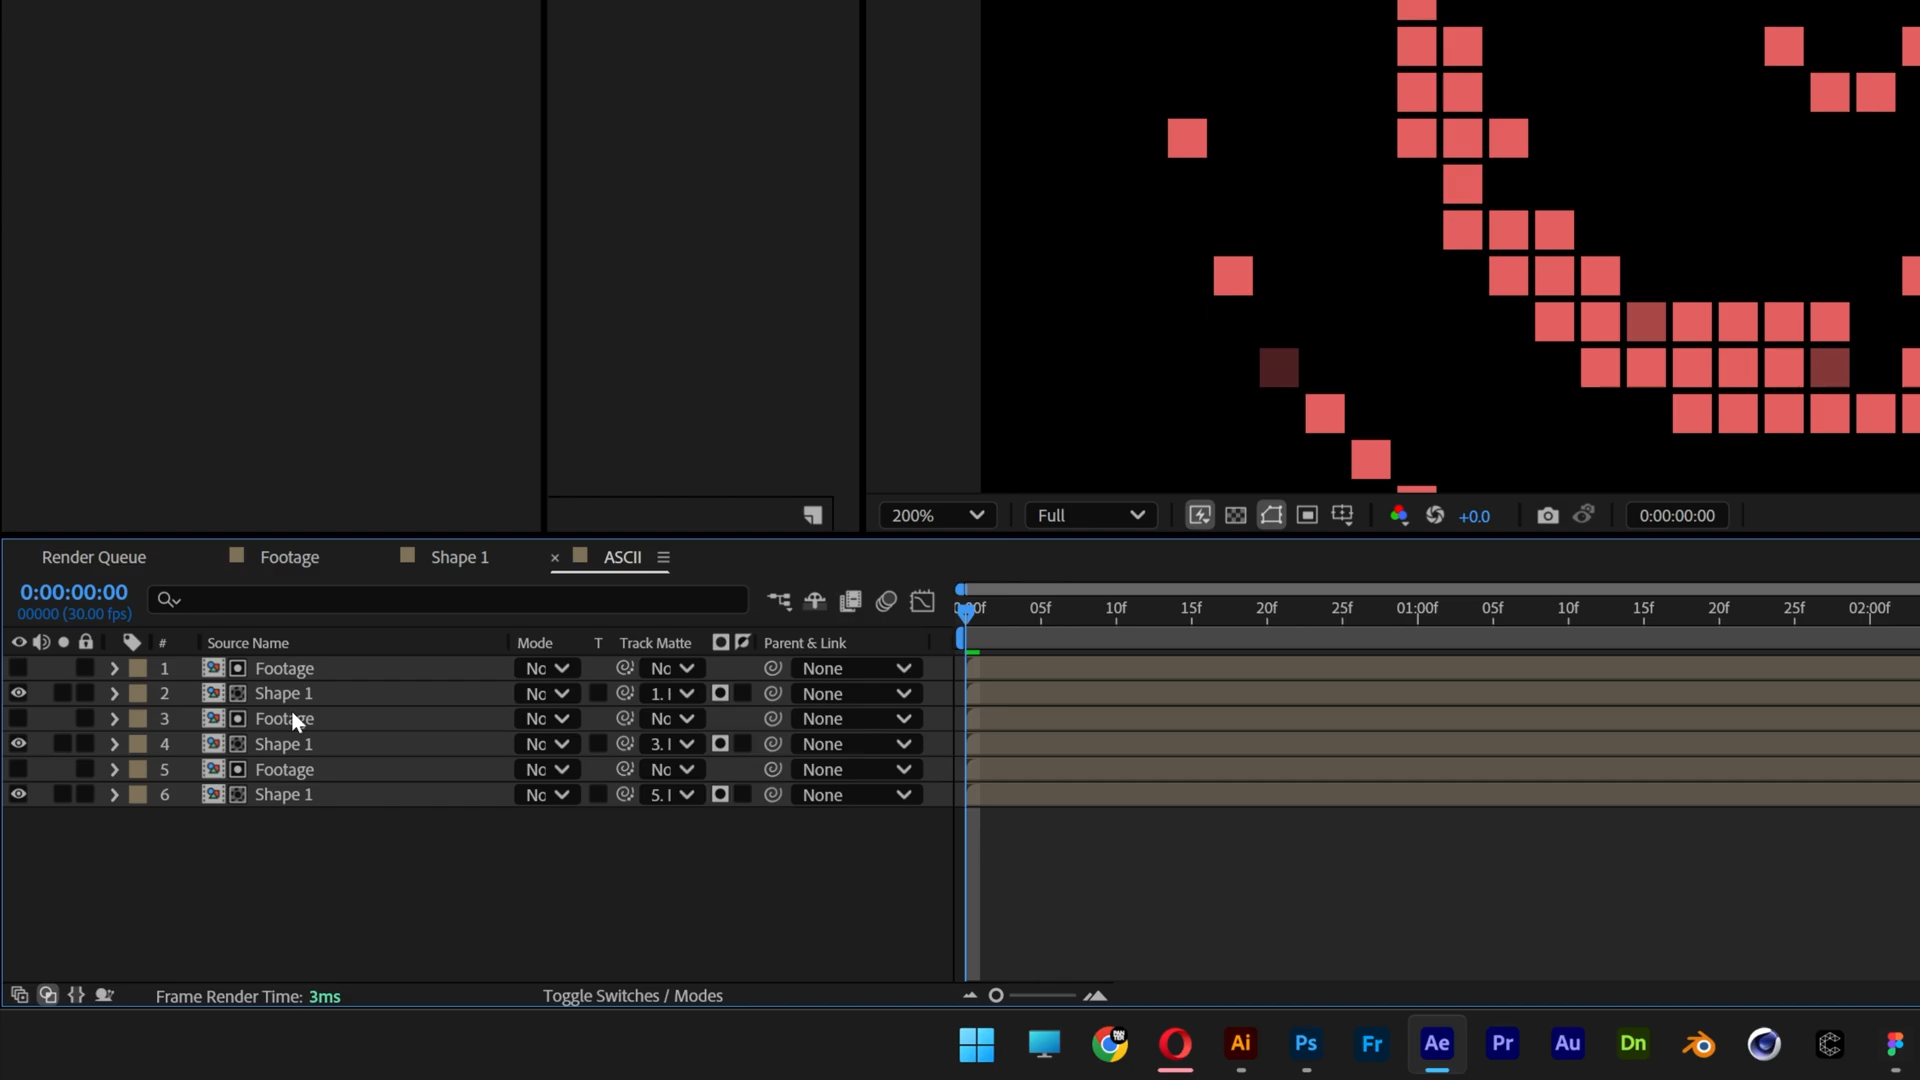 200%
Full
+0.0
0:00:00:00
Render Queue
Footage
Shape 1
ASCII
0:00:00:00
00000 (30.00 fps)
05f 10f 15f 20f 25f 01:00f 05f 10f 15f 20f 25f 02:00f
# Source Name Mode T Track Matte Parent & Link
1 Footage No No None
2 Shape 1 No 1. None
3 Footage No No None
4 Shape 1 No 3. None
5 Footage No No None
6 Shape 1 No 5. None
Frame Render Time: 3ms
Toggle Switches / Modes
Ai Ps Fr Ae Pr Au Dn